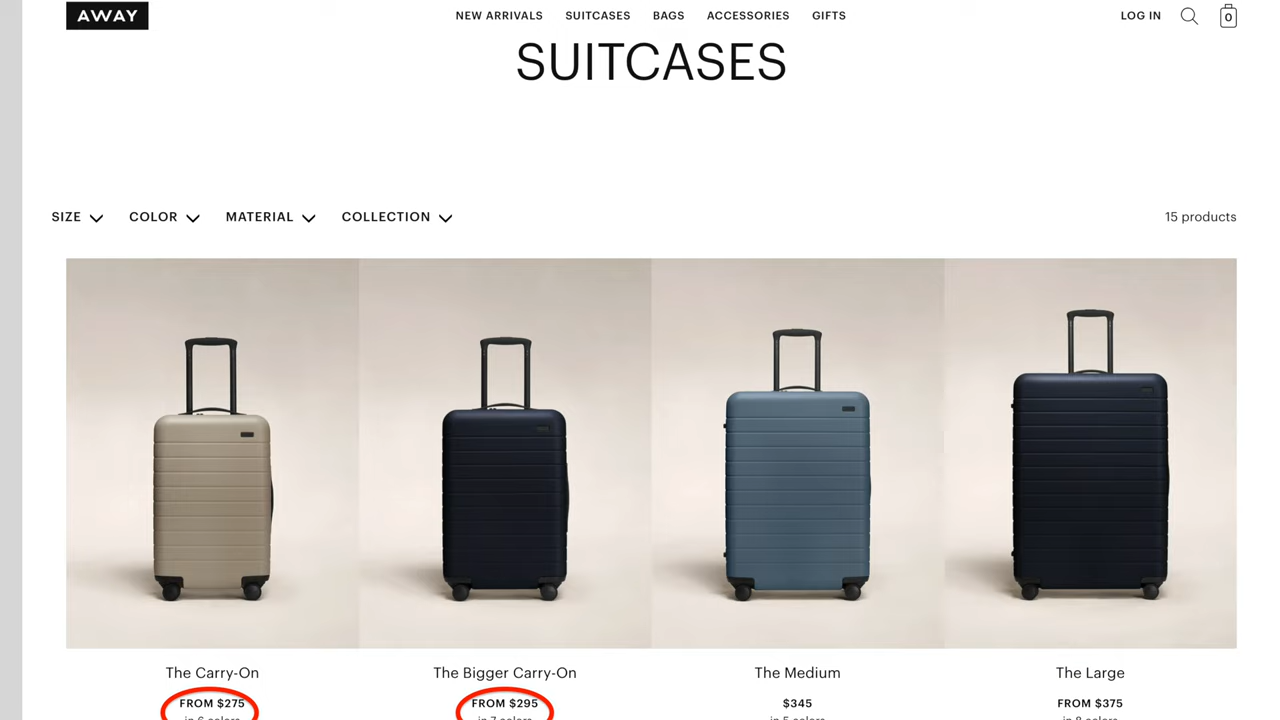 AWAY
NEW ARRIVALS SUITCASES BAGS ACCESSORIES GIFTS
LOG IN
0
SUITCASES
SIZE COLOR MATERIAL COLLECTION
15 products
The Carry-On
FROM $275
in 6 colors
The Bigger Carry-On
FROM $295
in 7 colors
The Medium
$345
in 5 colors
The Large
FROM $375
in 8 colors